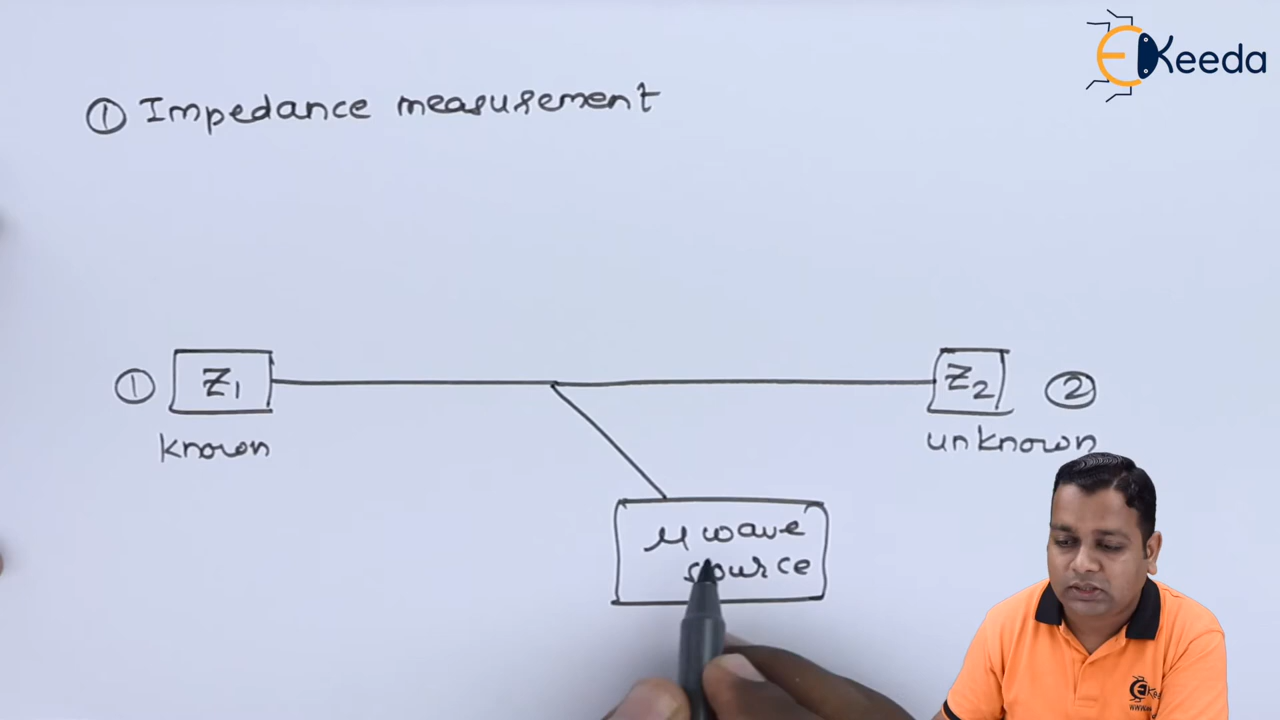 EKeeda
① Impedance measurement
① Z1 Z2 ②
known unknown
μ wave
source